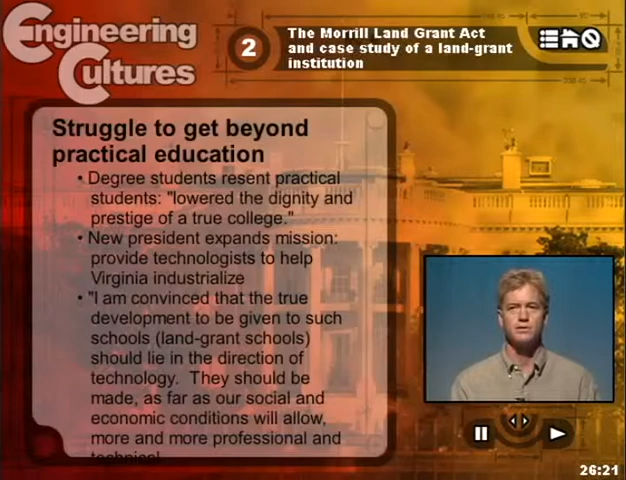 Engineering
Cultures
2
The Morrill Land Grant Act
and case study of a land-grant
institution
Struggle to get beyond
practical education
• Degree students resent practical
students: "lowered the dignity and
prestige of a true college."
• New president expands mission:
provide technologists to help
Virginia industrialize
• "I am convinced that the true
development to be given to such
schools (land-grant schools)
should lie in the direction of
technology. They should be
made, as far as our social and
economic conditions will allow,
more and more professional and
technical
26:21